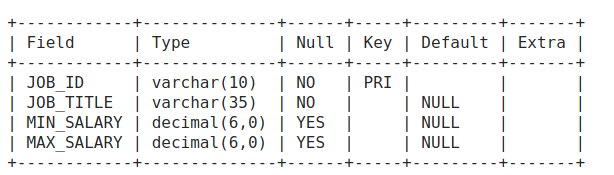 +------------+--------------+------+-----+---------+-------+
| Field      | Type         | Null | Key | Default | Extra |
+------------+--------------+------+-----+---------+-------+
| JOB_ID     | varchar(10)  | NO   | PRI |         |       |
| JOB_TITLE  | varchar(35)  | NO   |     | NULL    |       |
| MIN_SALARY | decimal(6,0) | YES  |     | NULL    |       |
| MAX_SALARY | decimal(6,0) | YES  |     | NULL    |       |
+------------+--------------+------+-----+---------+-------+